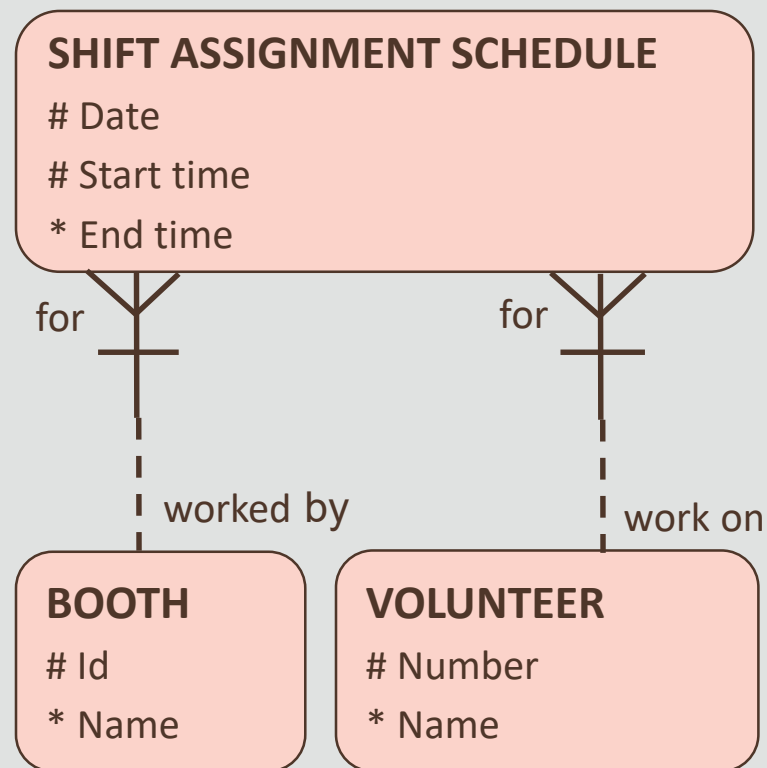 SHIFT ASSIGNMENT SCHEDULE
# Date
# Start time
* End time
for
for
worked by
work on
BOOTH
# Id
* Name
VOLUNTEER
# Number
* Name